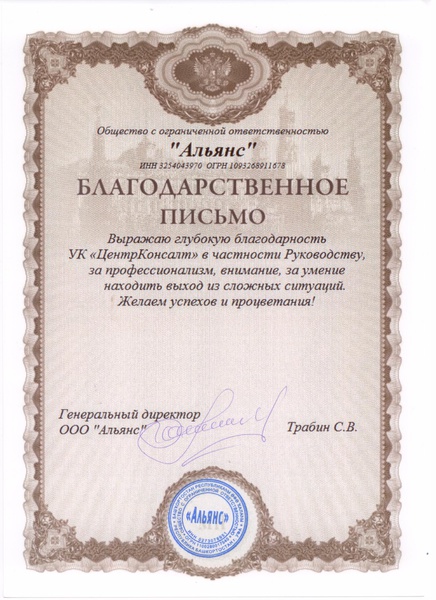 Общество с ограниченной ответственностью
"Альянс"
ИНН 3254043970 ОГРН 1093268911678
БЛАГОДАРСТВЕННОЕ
ПИСЬМО
Выражаю глубокую благодарность
УК «ЦентрКонсалт» в частности Руководству,
за профессионализм, внимание, за умение
находить выход из сложных ситуаций.
Желаем успехов и процветания!
Генеральный директор
ООО "Альянс"
Трабин С.В.
«Альянс»